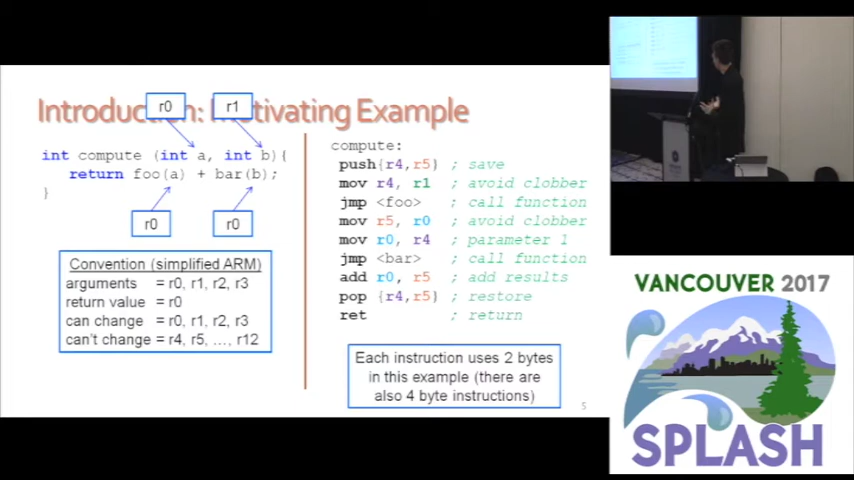 Introduction: Motivating Example
r0
r1
int compute (int a, int b){
return foo(a) + bar(b);
}
r0
r0
Convention (simplified ARM)
arguments = r0, r1, r2, r3
return value = r0
can change = r0, r1, r2, r3
can't change = r4, r5, ..., r12
compute:
push{r4,r5} ; save
mov r4, r1 ; avoid clobber
jmp <foo> ; call function
mov r5, r0 ; avoid clobber
mov r0, r4 ; parameter 1
jmp <bar> ; call function
add r0, r5 ; add results
pop {r4,r5} ; restore
ret ; return
Each instruction uses 2 bytes
in this example (there are
also 4 byte instructions)
5
VANCOUVER 2017
SPLASH